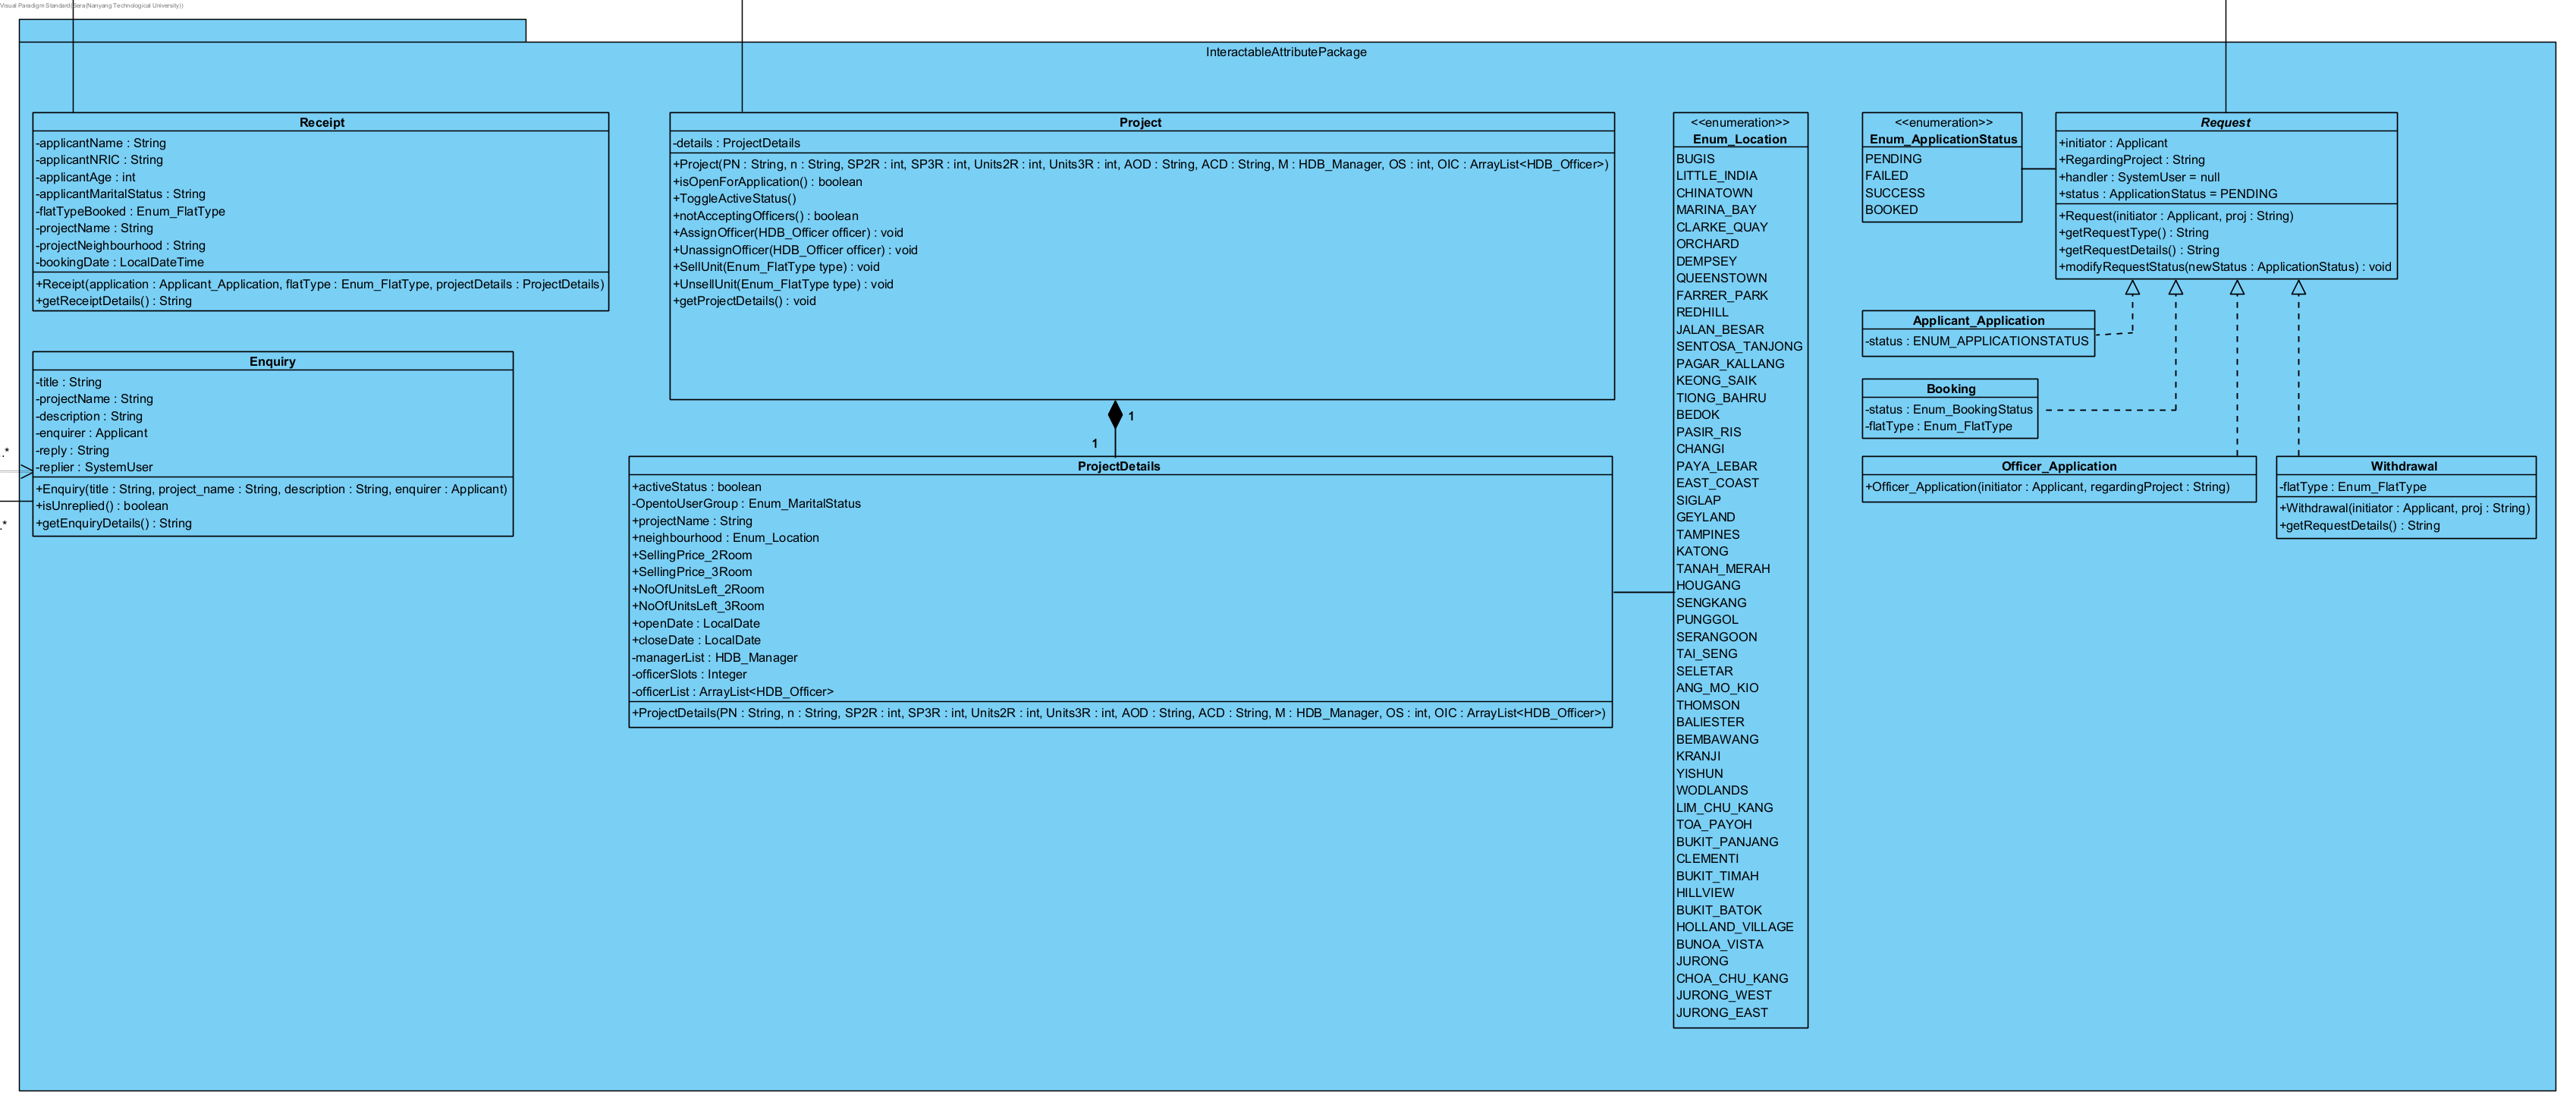 Visual Paradigm Standard(Sera(Nanyang Technological University))
InteractableAttributePackage
Receipt
-applicantName : String
-applicantNRIC : String
-applicantAge : int
-applicantMaritalStatus : String
-flatTypeBooked : Enum_FlatType
-projectName : String
-projectNeighbourhood : String
-bookingDate : LocalDateTime
+Receipt(application : Applicant_Application, flatType : Enum_FlatType, projectDetails : ProjectDetails)
+getReceiptDetails() : String
Enquiry
-title : String
-projectName : String
-description : String
-enquirer : Applicant
-reply : String
-replier : SystemUser
+Enquiry(title : String, project_name : String, description : String, enquirer : Applicant)
+isUnreplied() : boolean
+getEnquiryDetails() : String
.*
.*
Project
-details : ProjectDetails
+Project(PN : String, n : String, SP2R : int, SP3R : int, Units2R : int, Units3R : int, AOD : String, ACD : String, M : HDB_Manager, OS : int, OIC : ArrayList<HDB_Officer>)
+isOpenForApplication() : boolean
+ToggleActiveStatus()
+notAcceptingOfficers() : boolean
+AssignOfficer(HDB_Officer officer) : void
+UnassignOfficer(HDB_Officer officer) : void
+SellUnit(Enum_FlatType type) : void
+UnsellUnit(Enum_FlatType type) : void
+getProjectDetails() : void
1
1
ProjectDetails
+activeStatus : boolean
-OpentoUserGroup : Enum_MaritalStatus
+projectName : String
+neighbourhood : Enum_Location
+SellingPrice_2Room
+SellingPrice_3Room
+NoOfUnitsLeft_2Room
+NoOfUnitsLeft_3Room
+openDate : LocalDate
+closeDate : LocalDate
-managerList : HDB_Manager
-officerSlots : Integer
-officerList : ArrayList<HDB_Officer>
+ProjectDetails(PN : String, n : String, SP2R : int, SP3R : int, Units2R : int, Units3R : int, AOD : String, ACD : String, M : HDB_Manager, OS : int, OIC : ArrayList<HDB_Officer>)
<<enumeration>>
Enum_Location
BUGIS
LITTLE_INDIA
CHINATOWN
MARINA_BAY
CLARKE_QUAY
ORCHARD
DEMPSEY
QUEENSTOWN
FARRER_PARK
REDHILL
JALAN_BESAR
SENTOSA_TANJONG
PAGAR_KALLANG
KEONG_SAIK
TIONG_BAHRU
BEDOK
PASIR_RIS
CHANGI
PAYA_LEBAR
EAST_COAST
SIGLAP
GEYLAND
TAMPINES
KATONG
TANAH_MERAH
HOUGANG
SENGKANG
PUNGGOL
SERANGOON
TAI_SENG
SELETAR
ANG_MO_KIO
THOMSON
BALIESTER
BEMBAWANG
KRANJI
YISHUN
WODLANDS
LIM_CHU_KANG
TOA_PAYOH
BUKIT_PANJANG
CLEMENTI
BUKIT_TIMAH
HILLVIEW
BUKIT_BATOK
HOLLAND_VILLAGE
BUNOA_VISTA
JURONG
CHOA_CHU_KANG
JURONG_WEST
JURONG_EAST
<<enumeration>>
Enum_ApplicationStatus
PENDING
FAILED
SUCCESS
BOOKED
Request
+initiator : Applicant
+RegardingProject : String
+handler : SystemUser = null
+status : ApplicationStatus = PENDING
+Request(initiator : Applicant, proj : String)
+getRequestType() : String
+getRequestDetails() : String
+modifyRequestStatus(newStatus : ApplicationStatus) : void
Applicant_Application
-status : ENUM_APPLICATIONSTATUS
Booking
-status : Enum_BookingStatus
-flatType : Enum_FlatType
Officer_Application
+Officer_Application(initiator : Applicant, regardingProject : String)
Withdrawal
-flatType : Enum_FlatType
+Withdrawal(initiator : Applicant, proj : String)
+getRequestDetails() : String